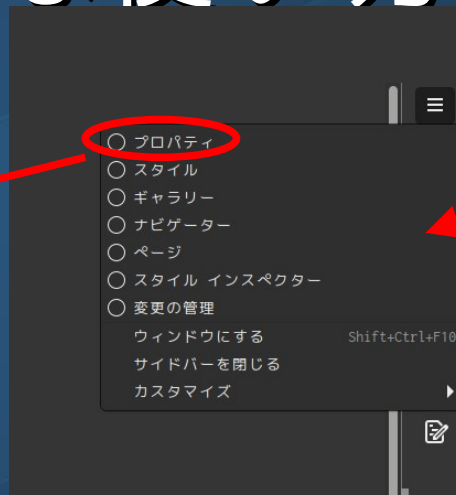 プロパティ
スタイル
ギャラリー
ナビゲーター
ページ
スタイル インスペクター
変更の管理
ウィンドウにする Shift+Ctrl+F10
サイドバーを閉じる
カスタマイズ